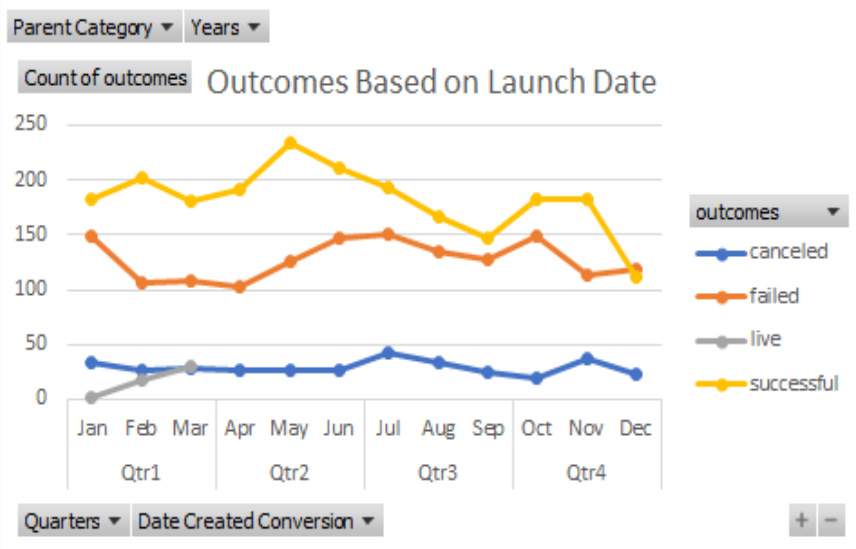 Parent Category Years
Count of outcomes Outcomes Based on Launch Date
250
200
150
100
50
0
Jan Feb Mar Apr May Jun Jul Aug Sep Oct Nov Dec
Qtr1 Qtr2 Qtr3 Qtr4
outcomes
canceled
failed
live
successful
Quarters Date Created Conversion + -